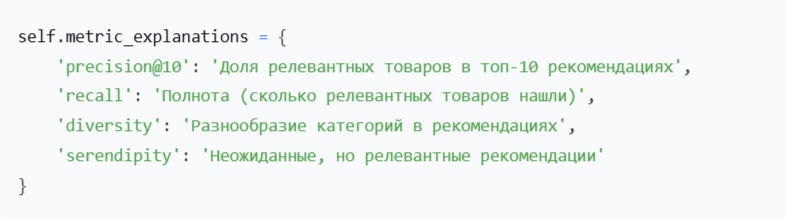 self.metric_explanations = {
    'precision@10': 'Доля релевантных товаров в топ-10 рекомендациях',
    'recall': 'Полнота (сколько релевантных товаров нашли)',
    'diversity': 'Разнообразие категорий в рекомендациях',
    'serendipity': 'Неожиданные, но релевантные рекомендации'
}